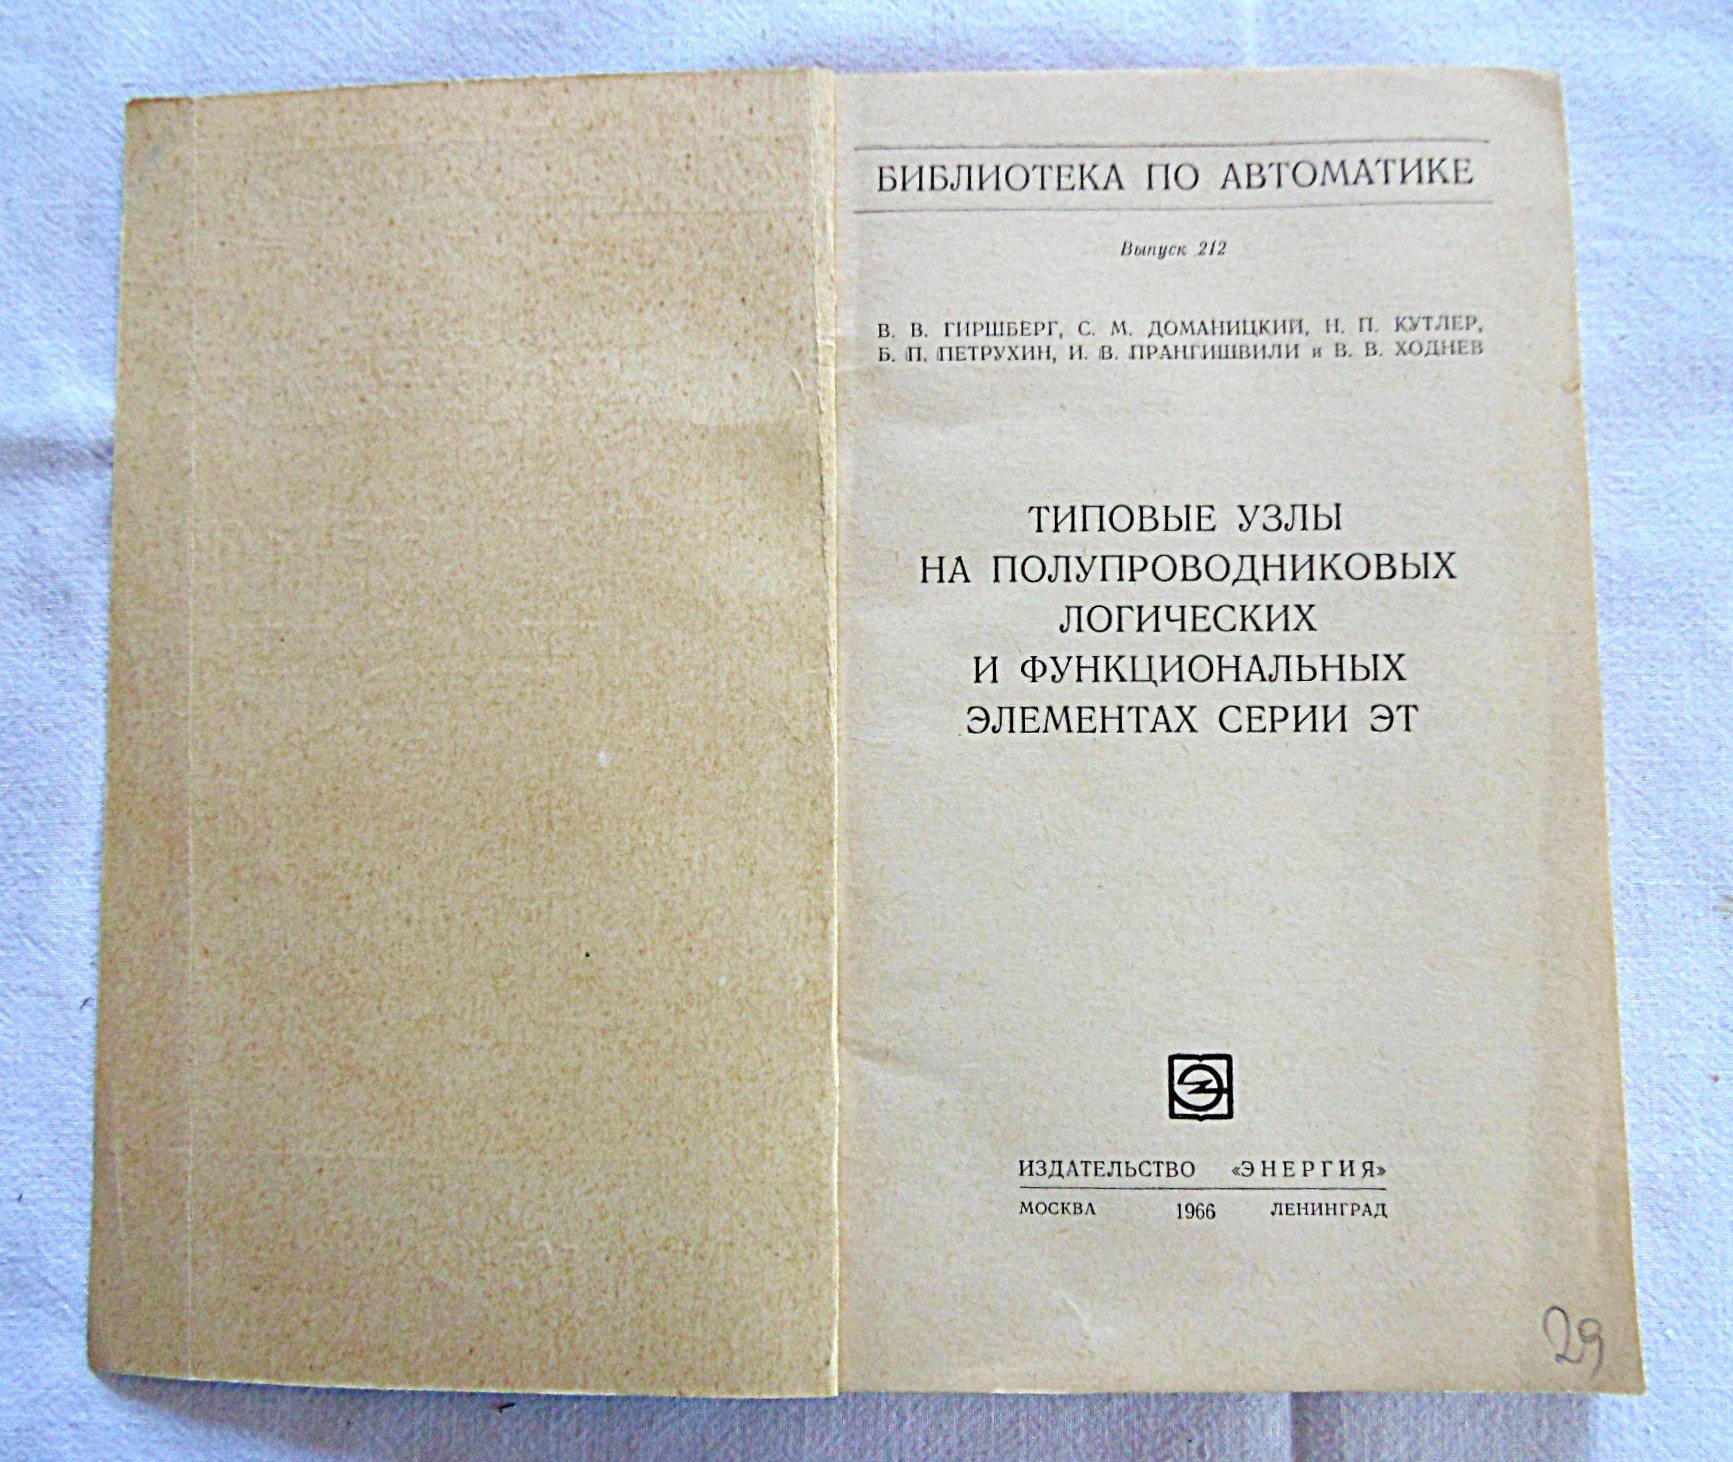 БИБЛИОТЕКА ПО АВТОМАТИКЕ
Выпуск 212
В. В. ГИРШБЕРГ, С. М. ДОМАНИЦКИЙ, Н. П. КУТЛЕР,
Б. П. ПЕТРУХИН, И. В. ПРАНГИШВИЛИ и В. В. ХОДНЕВ
ТИПОВЫЕ УЗЛЫ
НА ПОЛУПРОВОДНИКОВЫХ
ЛОГИЧЕСКИХ
И ФУНКЦИОНАЛЬНЫХ
ЭЛЕМЕНТАХ СЕРИИ ЭТ
ИЗДАТЕЛЬСТВО «ЭНЕРГИЯ»
МОСКВА 1966 ЛЕНИНГРАД
29